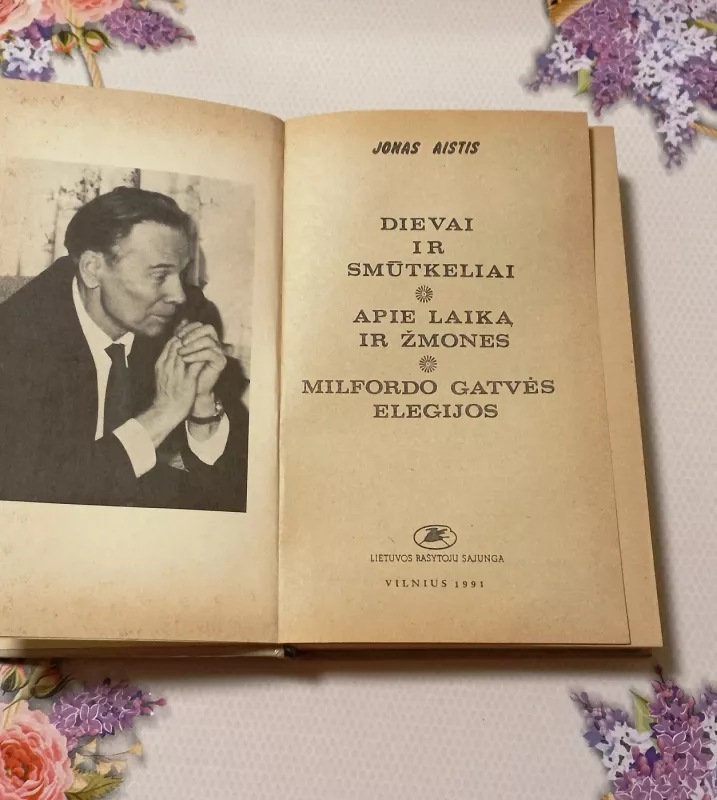 JONAS AISTIS
DIEVAI
IR
SMŪTKELIAI
APIE LAIKĄ
IR ŽMONES
MILFORDO GATVĖS
ELEGIJOS
LIETUVOS RAŠYTOJŲ SĄJUNGA
VILNIUS 1991